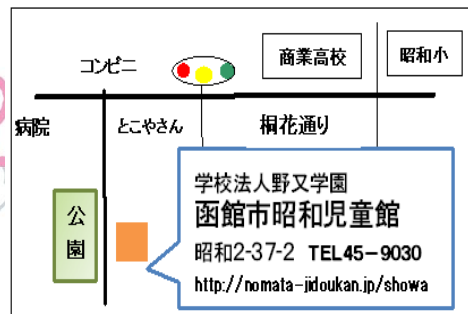 商業高校
昭和小
コンビニ
病院
とこやさん
桐花通り
公園
学校法人野又学園
函館市昭和児童館
昭和2-37-2 TEL45-9030
http://nomata-jidoukan.jp/showa